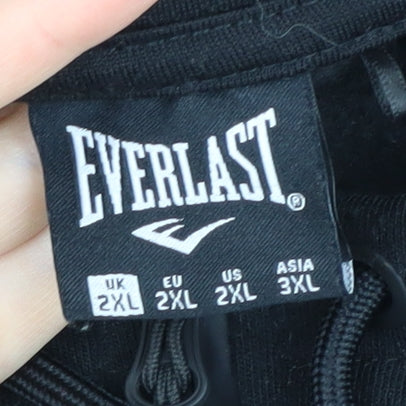 EVERLAST®
UK EU US ASIA
2XL 2XL 2XL 3XL